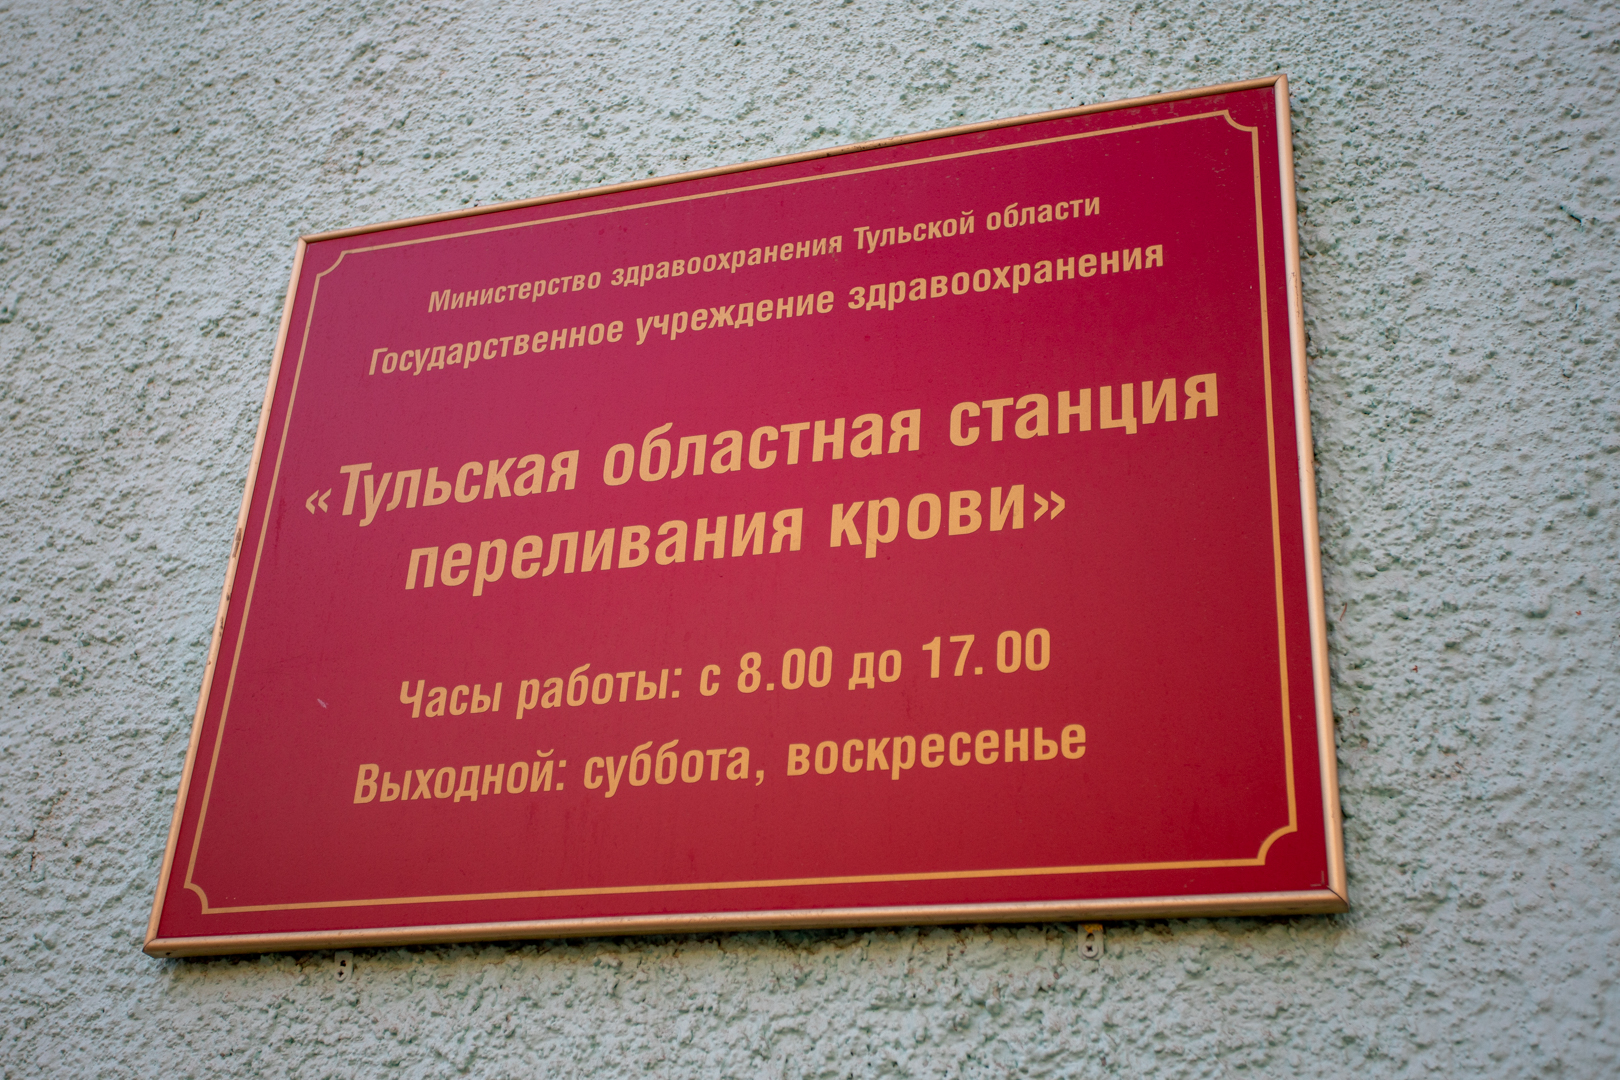 Министерство здравоохранения Тульской области
Государственное учреждение здравоохранения
«Тульская областная станция
переливания крови»
Часы работы: с 8.00 до 17.00
Выходной: суббота, воскресенье